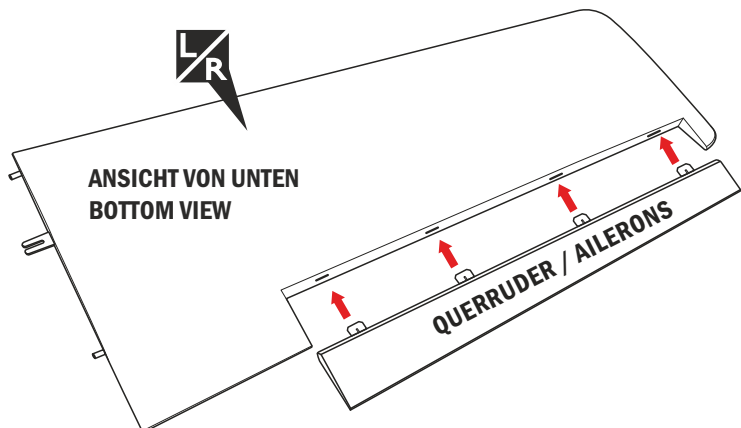 L/R
ANSICHT VON UNTEN
BOTTOM VIEW
QUERRUDER / AILERONS